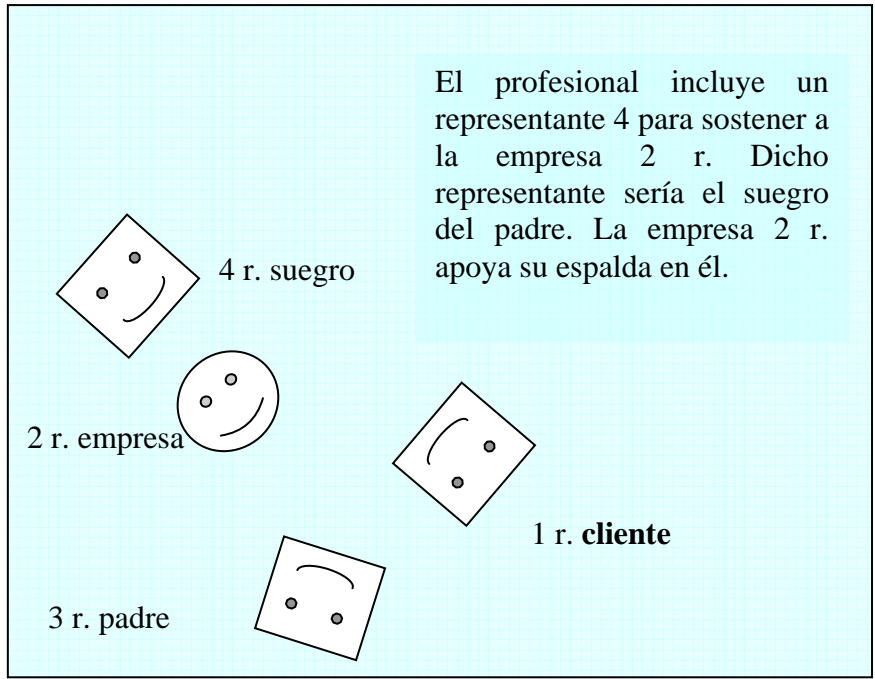 El profesional incluye un
representante 4 para sostener a
la empresa 2 r. Dicho
representante sería el suegro
del padre. La empresa 2 r.
apoya su espalda en él.
4 r. suegro
2 r. empresa
1 r. cliente
3 r. padre